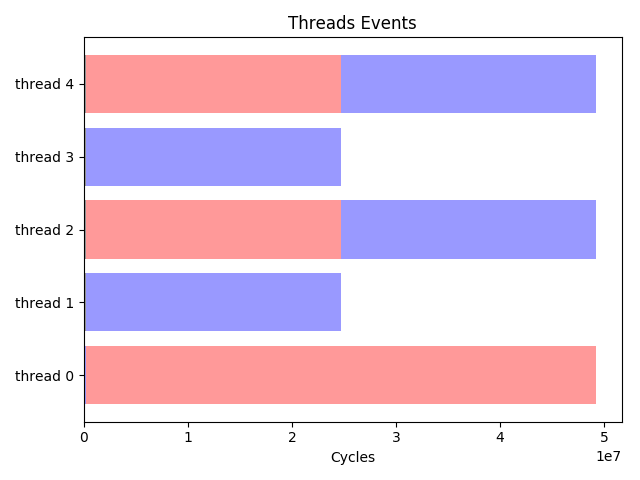 Threads Events
thread 4
thread 3
thread 2
thread 1
thread 0
0 1 2 3 4 5
1e7
Cycles